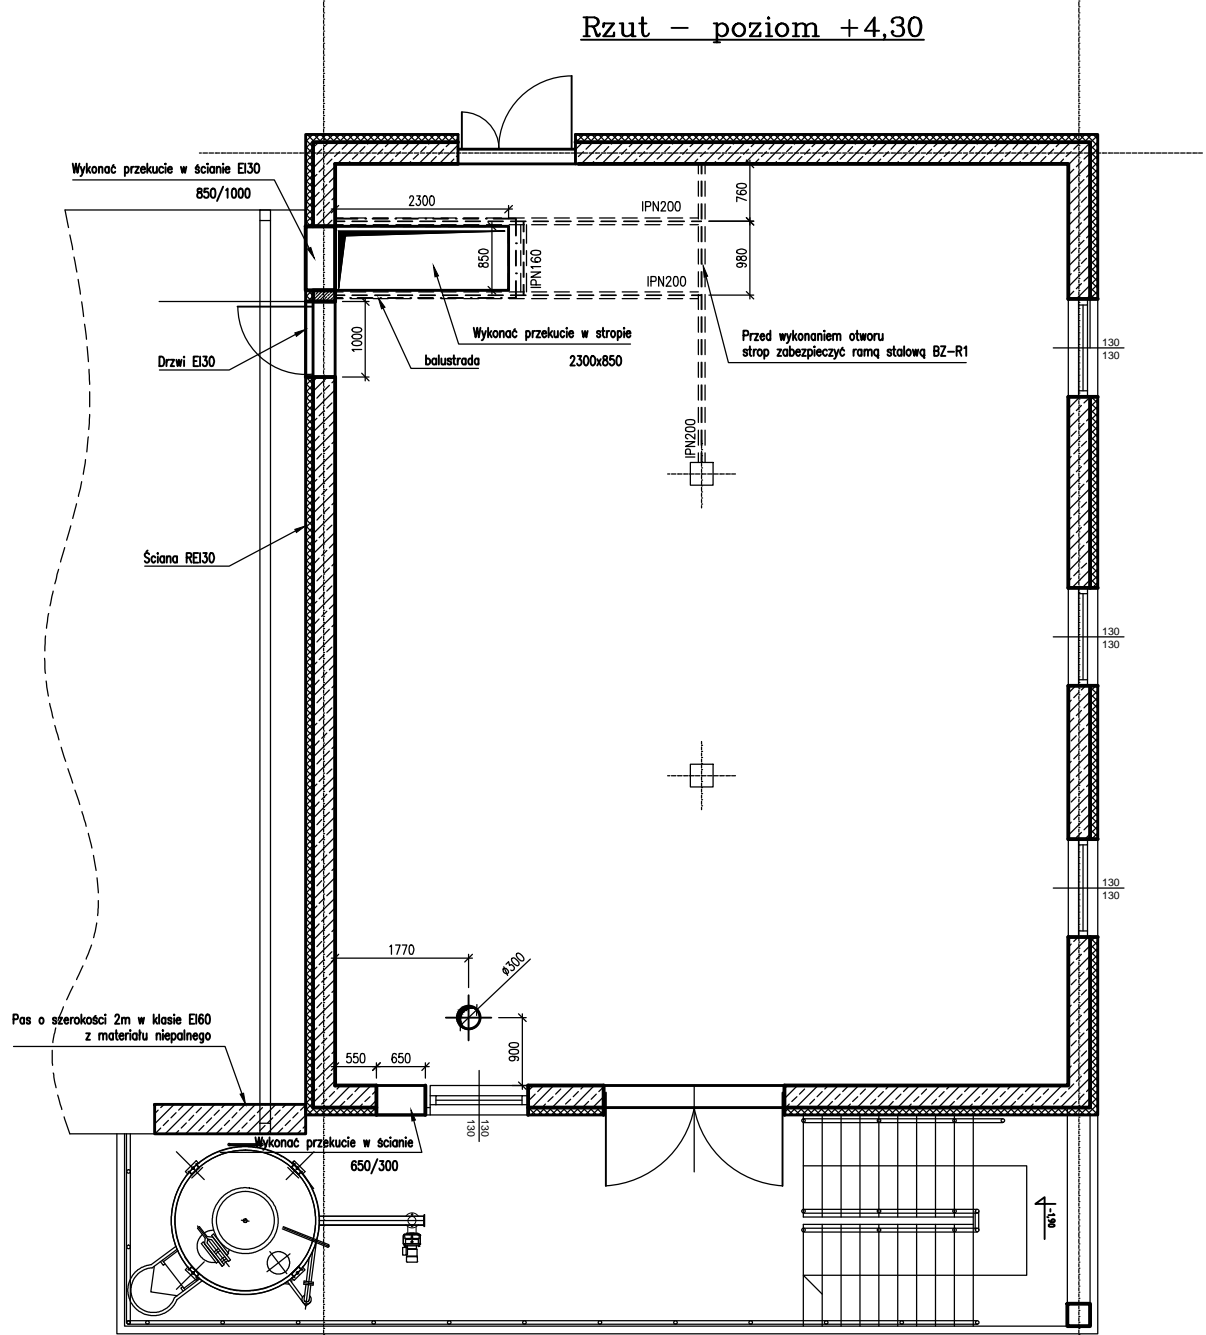 Rzut - poziom +4,30
Wykonać przekucie w ścianie EI30
850/1000
2300
IPN200
760
850
IPN160
980
IPN200
Wykonać przekucie w stropie
2300x850
1000
balustrada
Drzwi EI30
Przed wykonaniem otworu
strop zabezpieczyć ramą stalową BZ-R1
130
130
IPN200
Ściana REI30
130
130
130
130
1770
ø300
Pas o szerokości 2m w klasie EI60
z materiału niepalnego
550
650
900
130
130
Wykonać przekucie w ścianie
650/300
-1,90